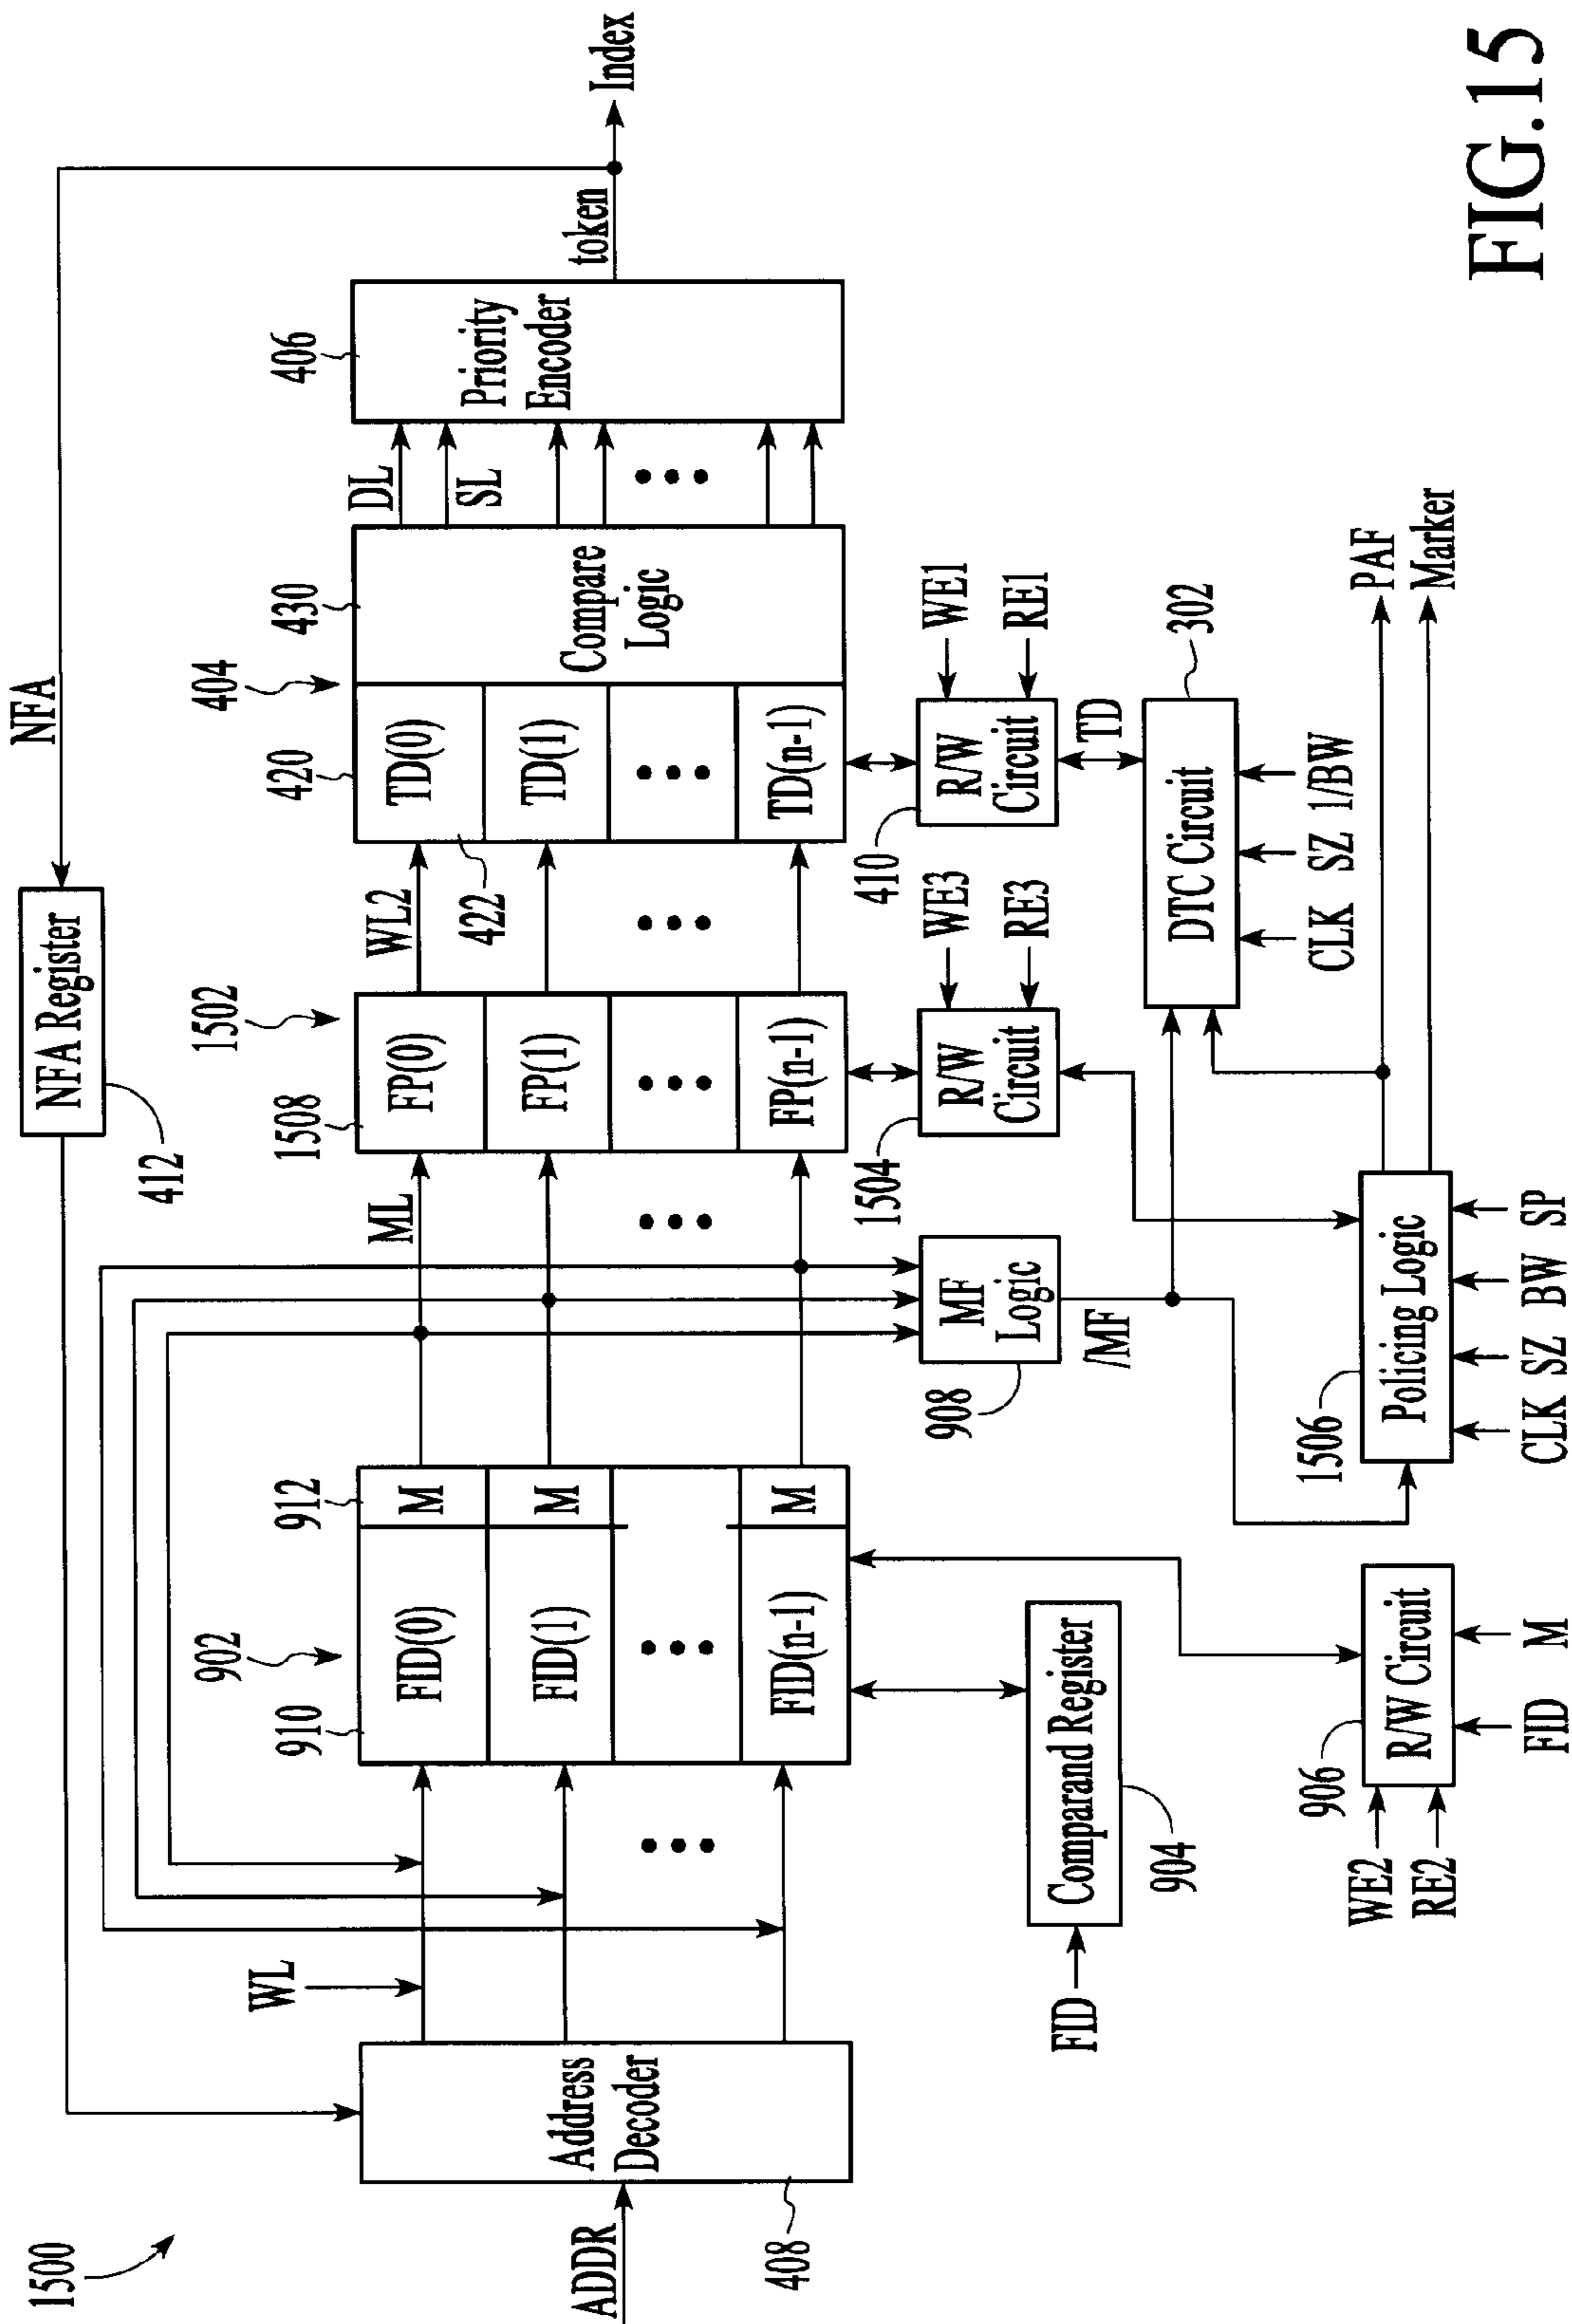 1500
NFA
NFA Register
412
token
Index
ADDR
Address
Decoder
408
WL
902
910
912
FID(0)
M
FID(1)
M
FID(n-1)
M
ML
1502
1508
FP(0)
FP(1)
FP(n-1)
WL2
404
420
430
TD(0)
TD(1)
TD(n-1)
422
Compare
Logic
DL
SL
406
Priority
Encoder
FID
Comparand Register
904
MF
Logic
908
/MF
R/W
Circuit
1504
WE3
RE3
R/W
Circuit
410
WE1
RE1
TD
DTC Circuit
302
CLK SZ 1/BW
WE2
RE2
906
R/W Circuit
FID M
1506
Policing Logic
CLK SZ BW SP
PAF
Marker
FIG.15